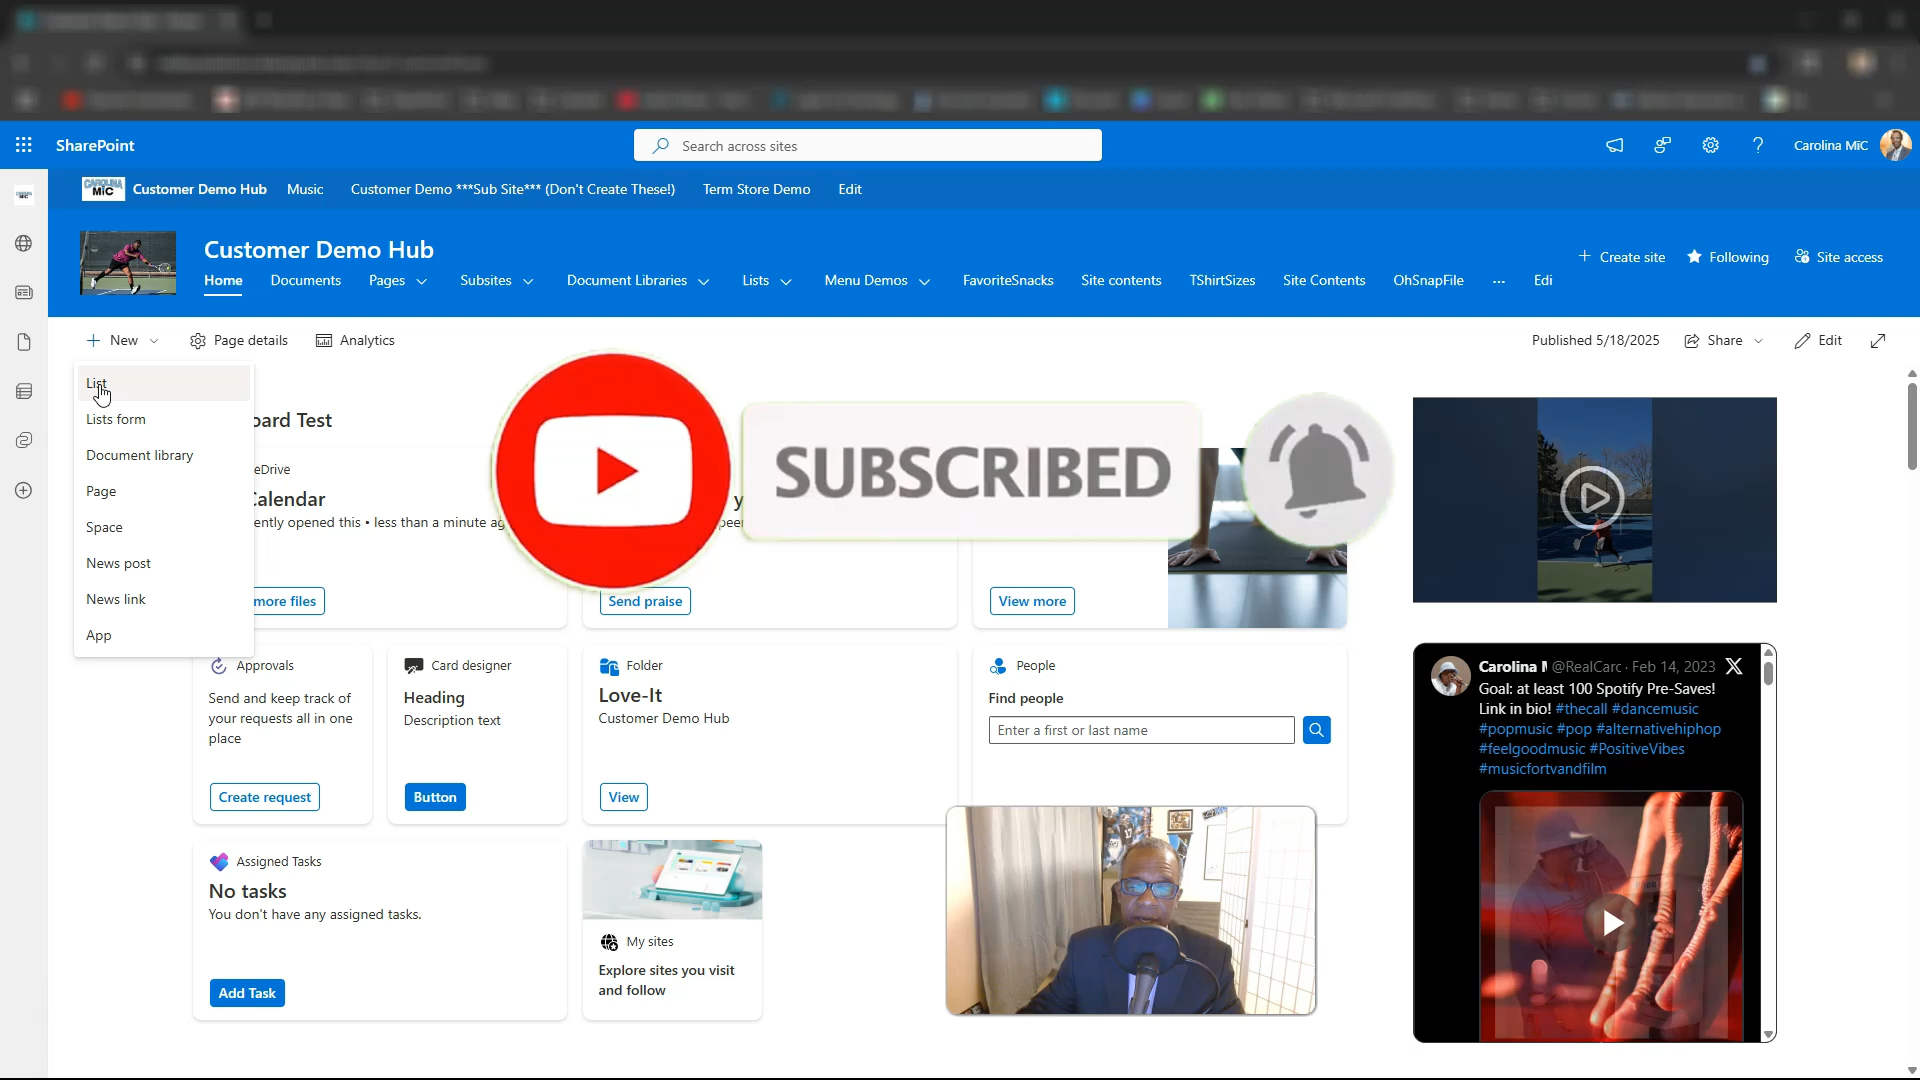 SharePoint
Search across sites
Carolina MiC
CAROLINA
MiC
Customer Demo Hub
Music
Customer Demo ***Sub Site*** (Don't Create These!)
Term Store Demo
Edit
Customer Demo Hub
Create site
Following
Site access
Home
Documents
Pages
Subsites
Document Libraries
Lists
Menu Demos
FavoriteSnacks
Site contents
TShirtSizes
Site Contents
OhSnapFile
...
Edi
New
Page details
Analytics
Published 5/18/2025
Share
Edit
List
Lists form
Document library
Page
Space
News post
News link
App
oard Test
eDrive
Calendar
ently opened this • less than a minute ag
more files
SUBSCRIBED
Send praise
View more
Approvals
Send and keep track of
your requests all in one
place
Create request
Card designer
Heading
Description text
Button
Folder
Love-It
Customer Demo Hub
View
People
Find people
Enter a first or last name
Assigned Tasks
No tasks
You don't have any assigned tasks.
Add Task
My sites
Explore sites you visit
and follow
Carolina M @RealCarc · Feb 14, 2023
Goal: at least 100 Spotify Pre-Saves!
Link in bio! #thecall #dancemusic
#popmusic #pop #alternativehiphop
#feelgoodmusic #PositiveVibes
#musicfortvandfilm